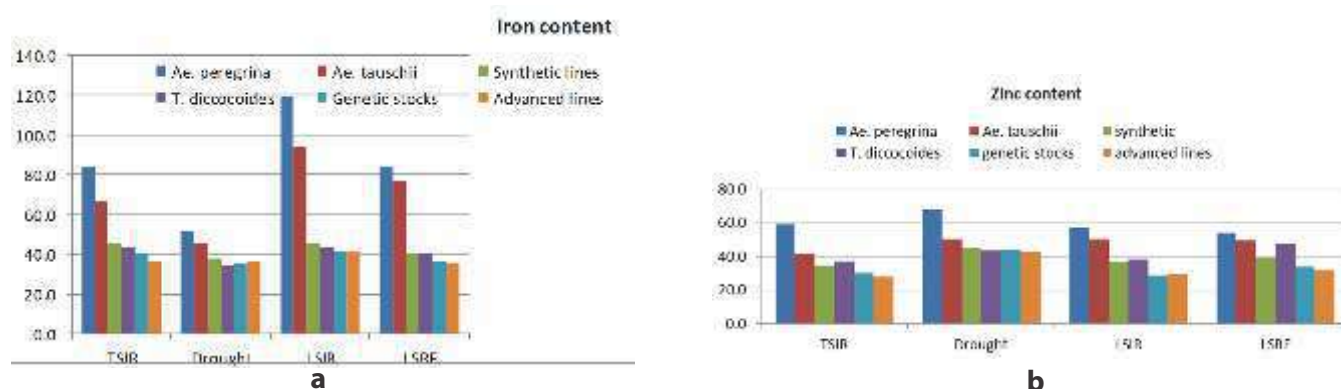 Iron content
140.0
Ae. peregrina Ae. tauschii Synthetic lines
120.0
T. diccocoides Genetic stocks Advanced lines
100.0
80.0
60.0
40.0
20.0
0.0
TSIR Drought LSIR LSRF
a
Zinc content
Ae. peregrina Ae. tauschii synthetic
T. diccocoides genetic stocks advanced lines
80.0
60.0
40.0
20.0
0.0
TSIR Drought LSIR LSRF
b